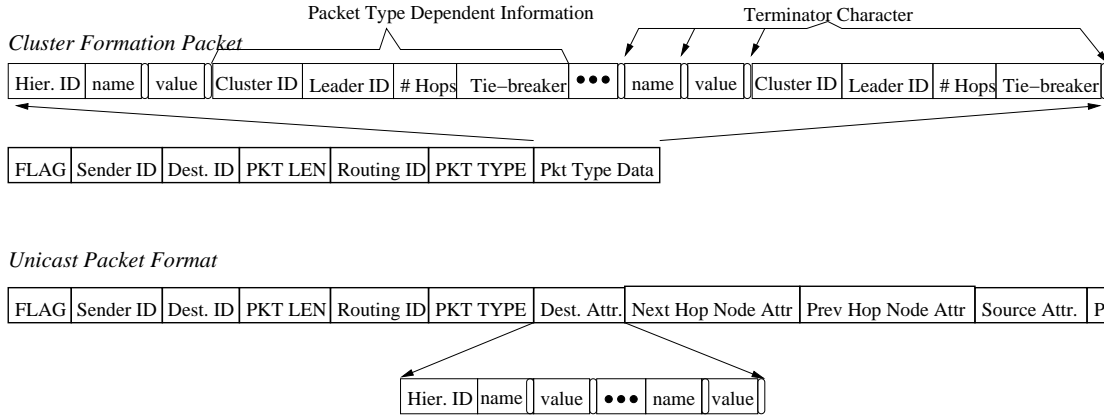 Packet Type Dependent Information
Terminator Character
Cluster Formation Packet
Hier. ID name value Cluster ID Leader ID # Hops Tie−breaker ●●● name value Cluster ID Leader ID # Hops Tie−breaker
FLAG Sender ID Dest. ID PKT LEN Routing ID PKT TYPE Pkt Type Data
Unicast Packet Format
FLAG Sender ID Dest. ID PKT LEN Routing ID PKT TYPE Dest. Attr. Next Hop Node Attr Prev Hop Node Attr Source Attr. P
Hier. ID name value ●●● name value